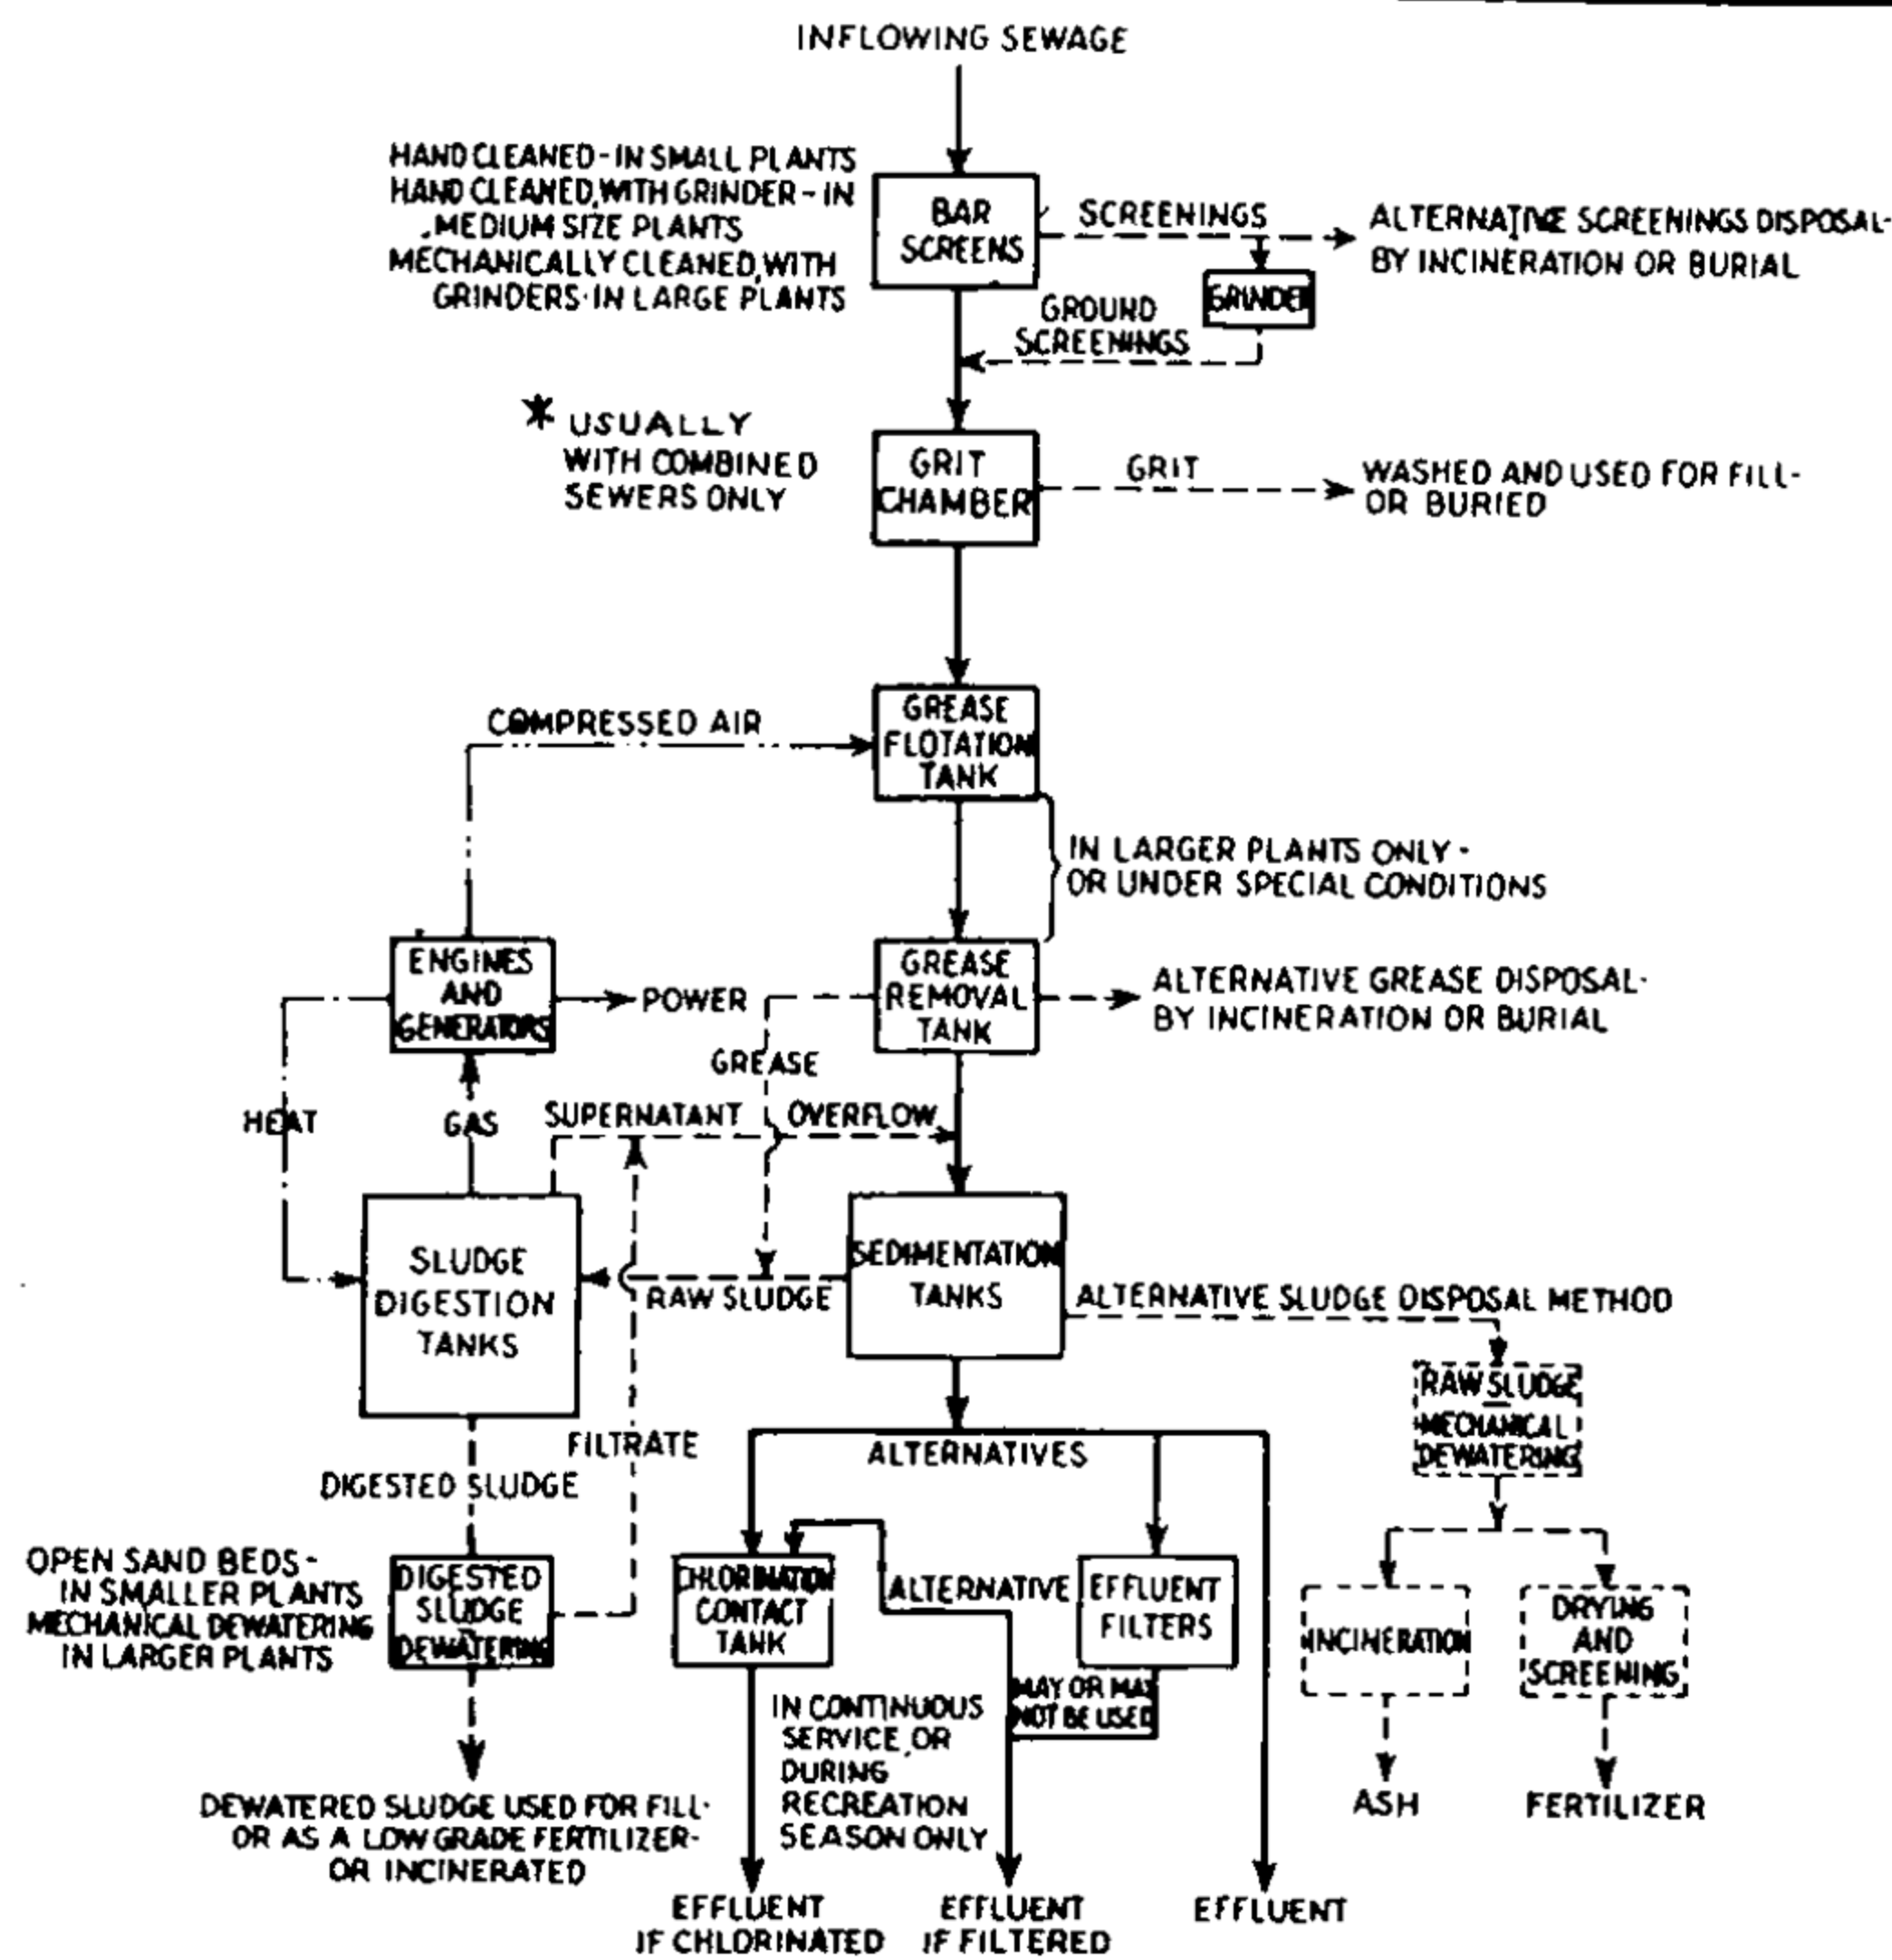 INFLOWING SEWAGE
HAND CLEANED - IN SMALL PLANTS
HAND CLEANED, WITH GRINDER - IN
MEDIUM SIZE PLANTS
MECHANICALLY CLEANED, WITH
GRINDERS - IN LARGE PLANTS
BAR
SCREENS
SCREENINGS
ALTERNATIVE SCREENINGS DISPOSAL-
BY INCINERATION OR BURIAL
GRINDER
GROUND
SCREENINGS
* USUALLY
WITH COMBINED
SEWERS ONLY
GRIT
CHAMBER
GRIT
WASHED AND USED FOR FILL-
OR BURIED
COMPRESSED AIR
GREASE
FLOTATION
TANK
IN LARGER PLANTS ONLY -
OR UNDER SPECIAL CONDITIONS
ENGINES
AND
GENERATORS
POWER
GREASE
REMOVAL
TANK
ALTERNATIVE GREASE DISPOSAL-
BY INCINERATION OR BURIAL
GREASE
HEAT
GAS
SUPERNATANT OVERFLOW
SLUDGE
DIGESTION
TANKS
RAW SLUDGE
SEDIMENTATION
TANKS
ALTERNATIVE SLUDGE DISPOSAL METHOD
RAW SLUDGE
MECHANICAL
DEWATERING
FILTRATE
DIGESTED SLUDGE
ALTERNATIVES
OPEN SAND BEDS -
IN SMALLER PLANTS
MECHANICAL DEWATERING
IN LARGER PLANTS
DIGESTED
SLUDGE
DEWATERING
CHLORINATION
CONTACT
TANK
ALTERNATIVE
EFFLUENT
FILTERS
INCINERATION
DRYING
AND
SCREENING
MAY OR MAY
NOT BE USED
IN CONTINUOUS
SERVICE, OR
DURING
RECREATION
SEASON ONLY
DEWATERED SLUDGE USED FOR FILL-
OR AS A LOW GRADE FERTILIZER-
OR INCINERATED
ASH
FERTILIZER
EFFLUENT
IF CHLORINATED
EFFLUENT
IF FILTERED
EFFLUENT